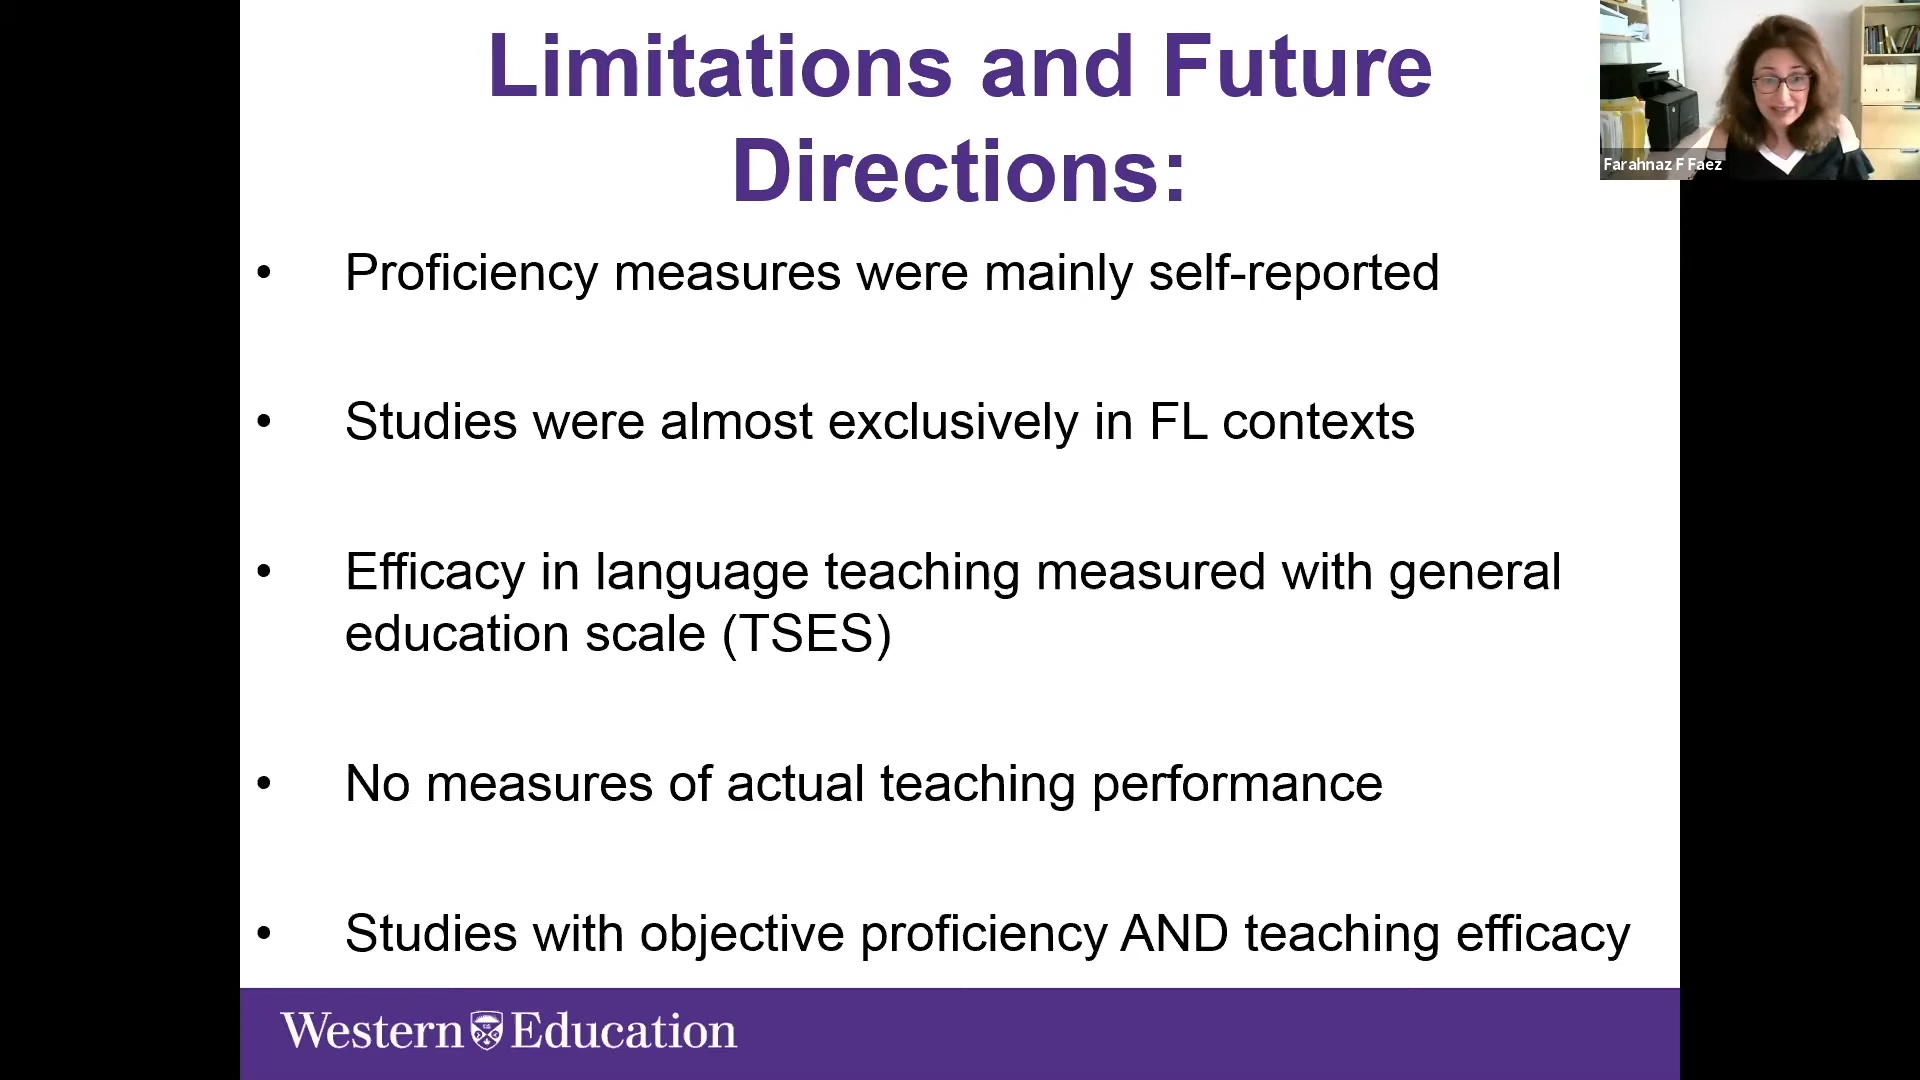 Limitations and Future
Directions:
Farahnaz F Faez
• Proficiency measures were mainly self-reported
• Studies were almost exclusively in FL contexts
• Efficacy in language teaching measured with general
education scale (TSES)
• No measures of actual teaching performance
• Studies with objective proficiency AND teaching efficacy
Western Education